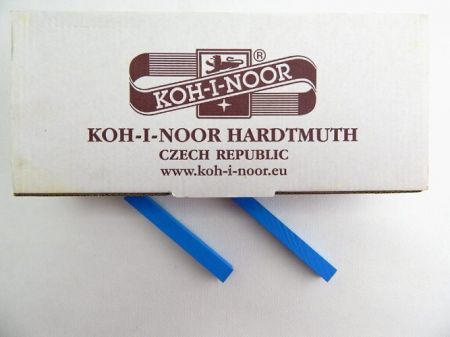 ®
KOH-I-NOOR
KOH-I-NOOR HARDTMUTH
CZECH REPUBLIC
www.koh-i-noor.eu